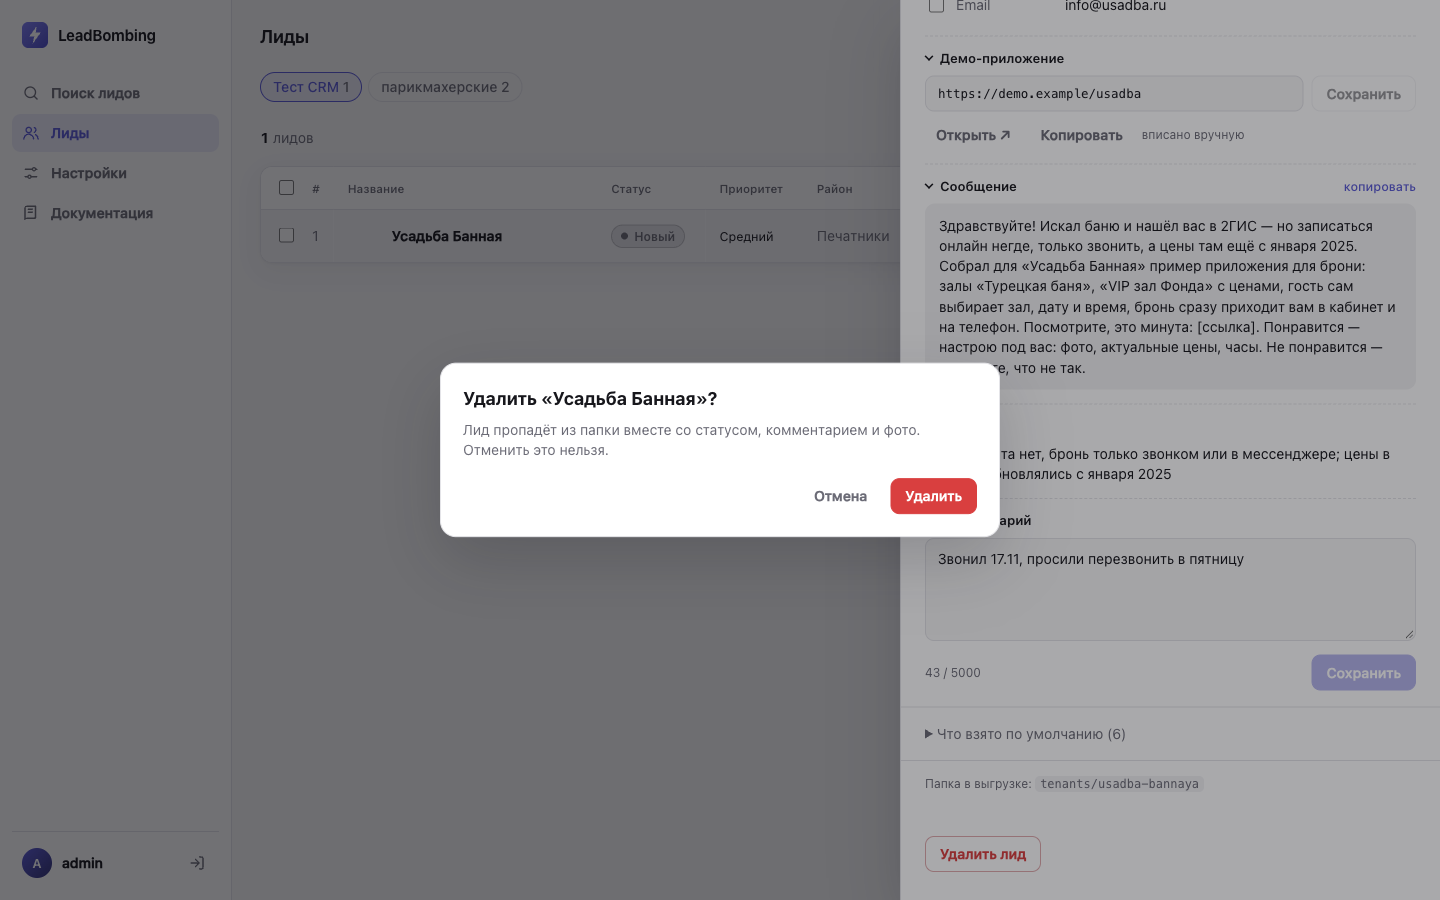 LeadBombing
Поиск лидов
Лиды
Настройки
Документация
A admin
Лиды
Тест CRM 1
парикмахерские 2
1 лидов
# Название Статус Приоритет Район
1 Усадьба Банная Новый Средний Печатники
Email info@usadba.ru
Демо-приложение
https://demo.example/usadba Сохранить
Открыть Копировать вписано вручную
Сообщение копировать
Здравствуйте! Искал баню и нашёл вас в 2ГИС — но записаться
онлайн негде, только звонить, а цены там ещё с января 2025.
Собрал для «Усадьба Банная» пример приложения для брони:
залы «Турецкая баня», «VIP зал Фонда» с ценами, гость сам
выбирает зал, дату и время, бронь сразу приходит вам в кабинет и
на телефон. Посмотрите, это минута: [ссылка]. Понравится —
настрою под вас: фото, актуальные цены, часы. Не понравится —
что не так.
нет, бронь только звонком или в мессенджере; цены в
с января 2025
Звонил 17.11, просили перезвонить в пятницу
43 / 5000 Сохранить
Что взято по умолчанию (6)
Папка в выгрузке: tenants/usadba-bannaya
Удалить лид
Удалить «Усадьба Банная»?
Лид пропадёт из папки вместе со статусом, комментарием и фото.
Отменить это нельзя.
Отмена Удалить